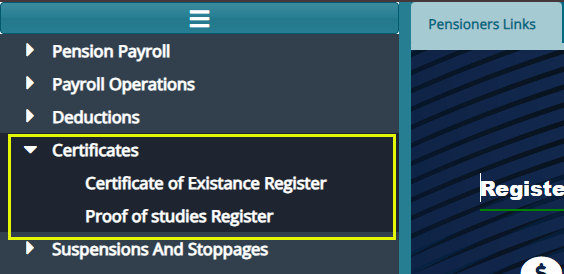 Pensioners Links
Pension Payroll
Payroll Operations
Deductions
Certificates
Certificate of Existance Register
Proof of studies Register
Suspensions And Stoppages
Registe
$